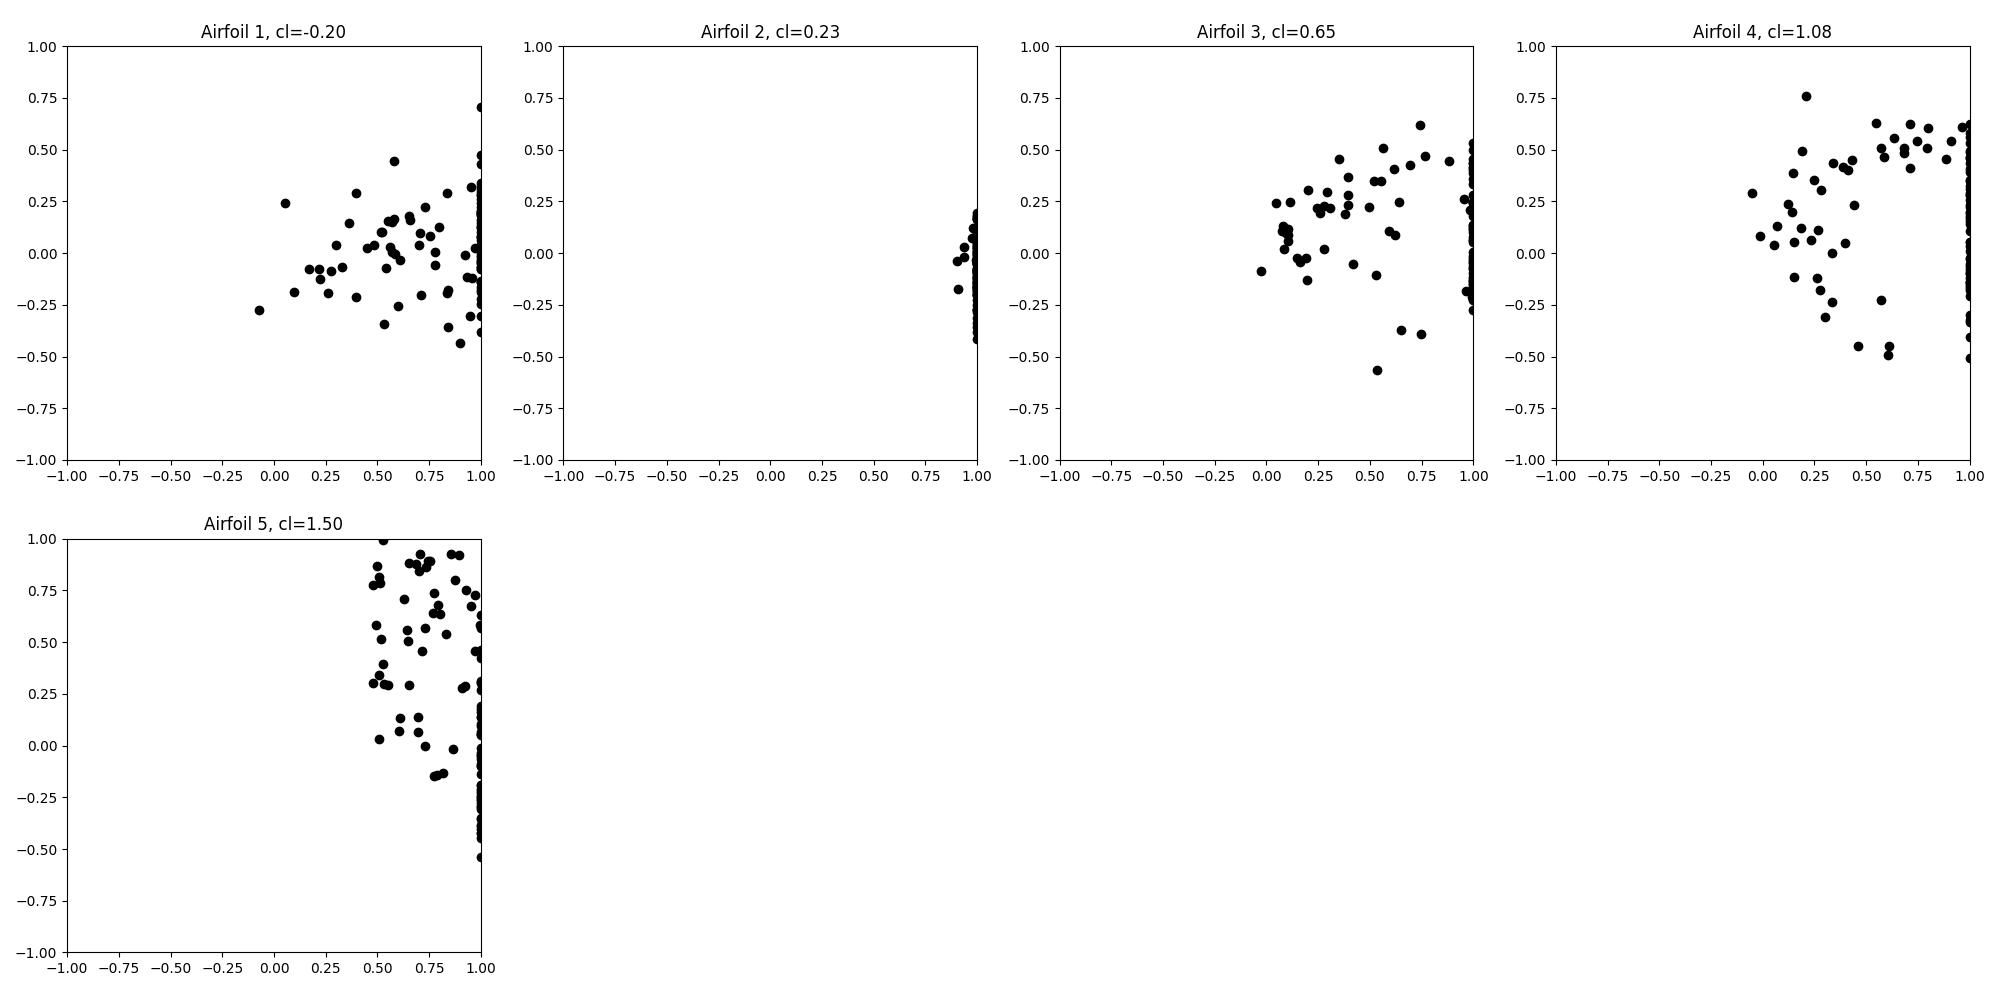 Airfoil 1, cl=-0.20
Airfoil 2, cl=0.23
Airfoil 3, cl=0.65
Airfoil 4, cl=1.08
1.00 1.00 1.00 1.00
0.75 0.75 0.75 0.75
0.50 0.50 0.50 0.50
0.25 0.25 0.25 0.25
0.00 0.00 0.00 0.00
−0.25 −0.25 −0.25 −0.25
−0.50 −0.50 −0.50 −0.50
−0.75 −0.75 −0.75 −0.75
−1.00 −1.00 −1.00 −1.00
−1.00 −0.75 −0.50 −0.25 0.00 0.25 0.50 0.75 1.00
−1.00 −0.75 −0.50 −0.25 0.00 0.25 0.50 0.75 1.00
−1.00 −0.75 −0.50 −0.25 0.00 0.25 0.50 0.75 1.00
−1.00 −0.75 −0.50 −0.25 0.00 0.25 0.50 0.75 1.00
Airfoil 5, cl=1.50
1.00
0.75
0.50
0.25
0.00
−0.25
−0.50
−0.75
−1.00
−1.00 −0.75 −0.50 −0.25 0.00 0.25 0.50 0.75 1.00